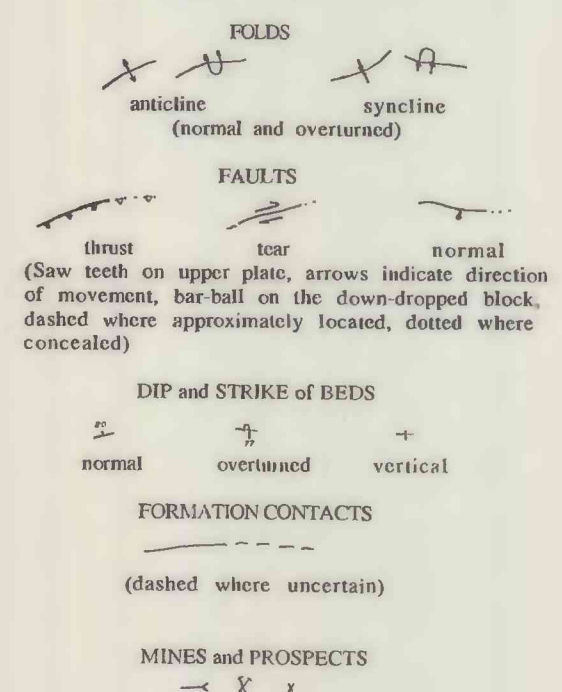 FOLDS
anticline syncline
(normal and overturned)
FAULTS
thrust tear normal
(Saw teeth on upper plate, arrows indicate direction
of movement, bar-ball on the down-dropped block,
dashed where approximately located, dotted where
concealed)
DIP and STRIKE of BEDS
80
77
normal overturned vertical
FORMATION CONTACTS
(dashed where uncertain)
MINES and PROSPECTS